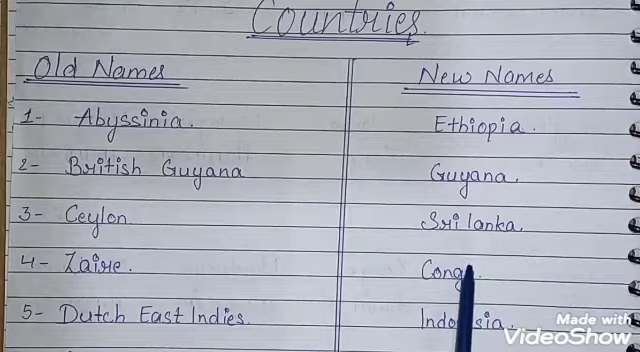 Countries.
Old Names New Names
1- Abyssinia. Ethiopia.
2- British Guyana Guyana.
3- Ceylon Sri lanka.
4- Zaire.
5- Dutch East Indies.
Made with
VideoShow